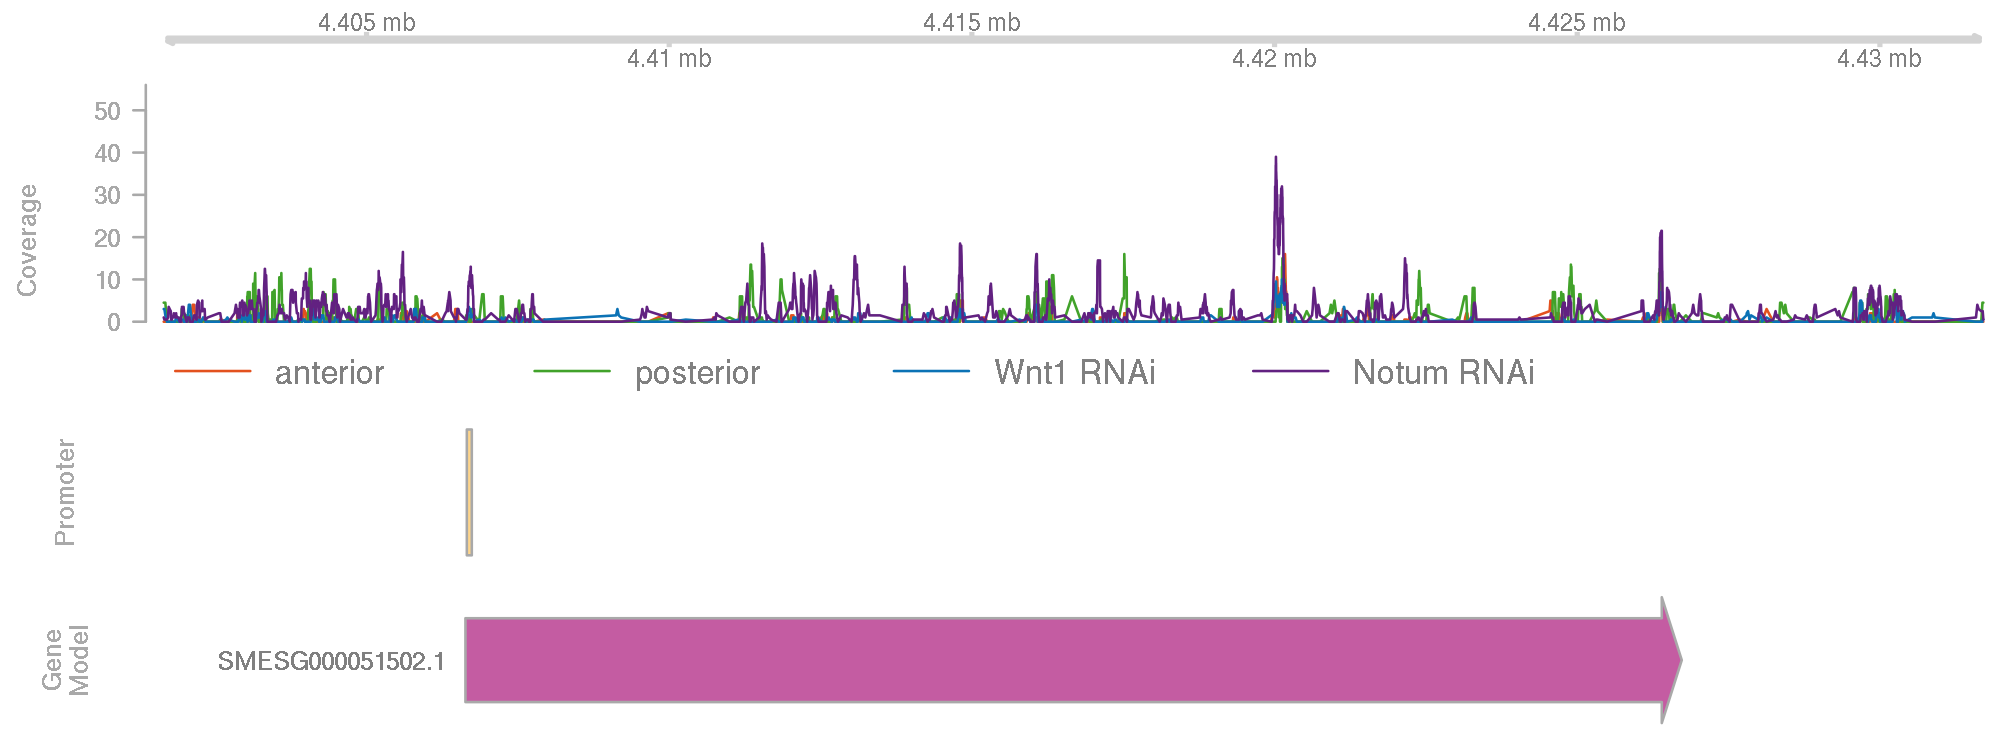 4.405 mb 4.415 mb 4.425 mb
4.41 mb 4.42 mb 4.43 mb
50
40
30
20
10
0
Coverage
anterior posterior Wnt1 RNAi Notum RNAi
Promoter
Gene
Model
SMESG000051502.1